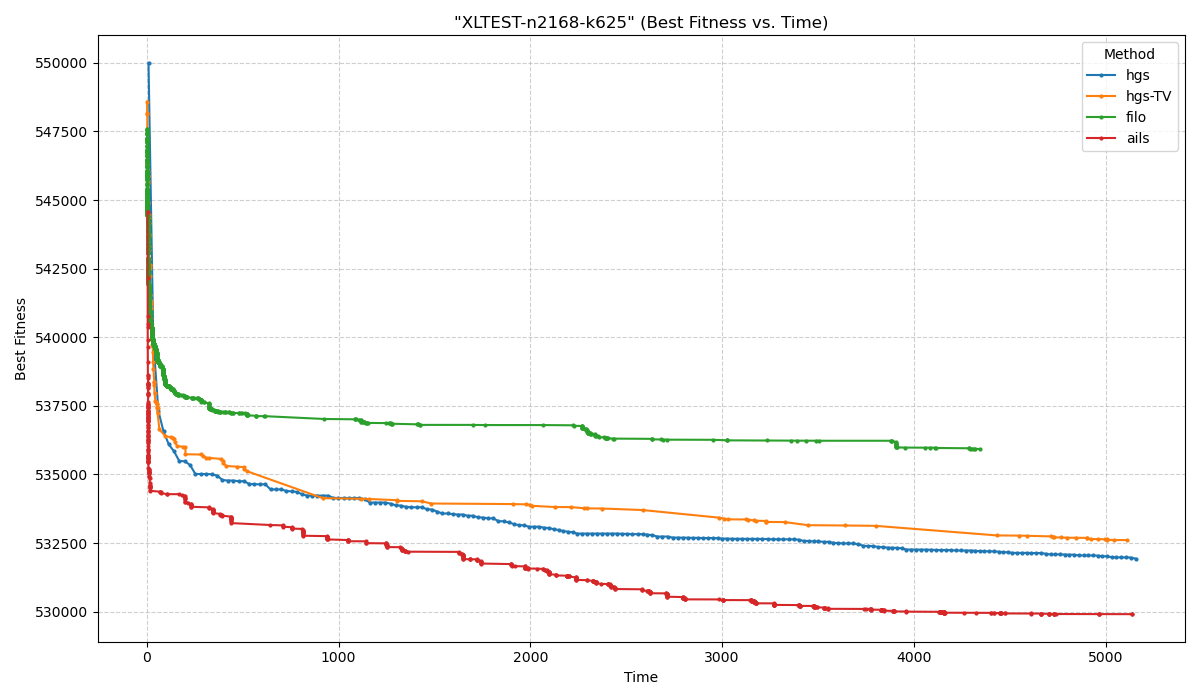 "XLTEST-n2168-k625" (Best Fitness vs. Time)
Method
hgs
hgs-TV
filo
ails
Best Fitness
550000
547500
545000
542500
540000
537500
535000
532500
530000
0 1000 2000 3000 4000 5000
Time